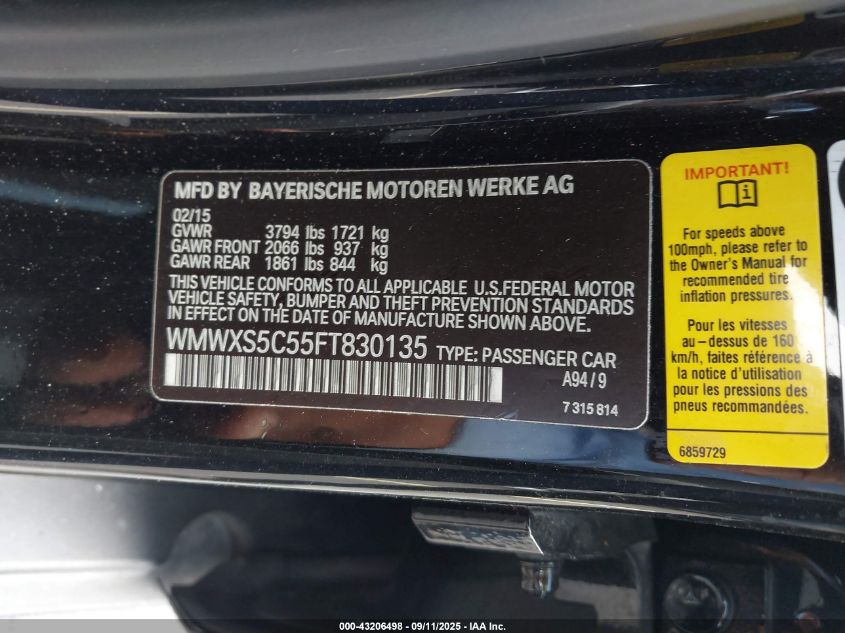 MFD BY BAYERISCHE MOTOREN WERKE AG
02/15
GVWR 3794 lbs 1721 kg
GAWR FRONT 2066 lbs 937 kg
GAWR REAR 1861 lbs 844 kg
THIS VEHICLE CONFORMS TO ALL APPLICABLE U.S.FEDERAL MOTOR
VEHICLE SAFETY, BUMPER AND THEFT PREVENTION STANDARDS
IN EFFECT ON THE DATE OF MANUFACTURE SHOWN ABOVE.
WMWXS5C55FT830135 TYPE: PASSENGER CAR
A94/9
7 315 814
IMPORTANT!
For speeds above
100mph, please refer to
the Owner's Manual for
recommended tire
inflation pressures.
Pour les vitesses
au-dessus de 160
km/h, faites référence à
la notice d'utilisation
pour les pressions des
pneus recommandées.
6859729
000-43206498 - 09/11/2025 - IAA Inc.